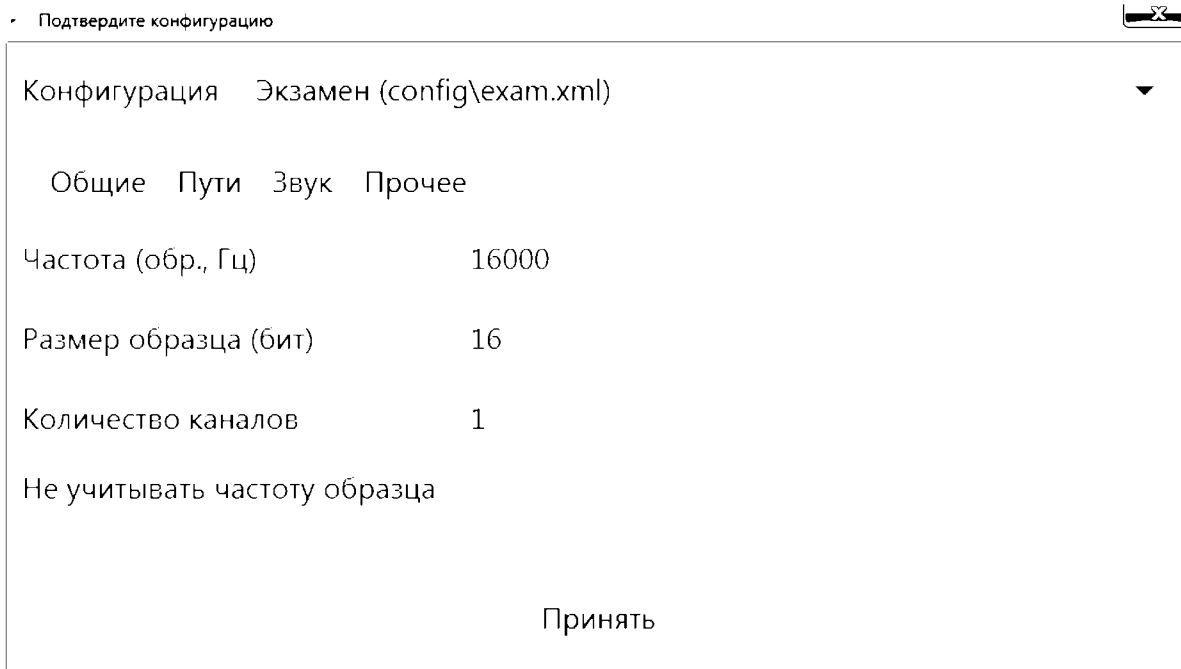 Подтвердите конфигурацию
Конфигурация Экзамен (config\exam.xml)
Общие Пути Звук Прочее
Частота (обр., Гц) 16000
Размер образца (бит) 16
Количество каналов 1
Не учитывать частоту образца
Принять